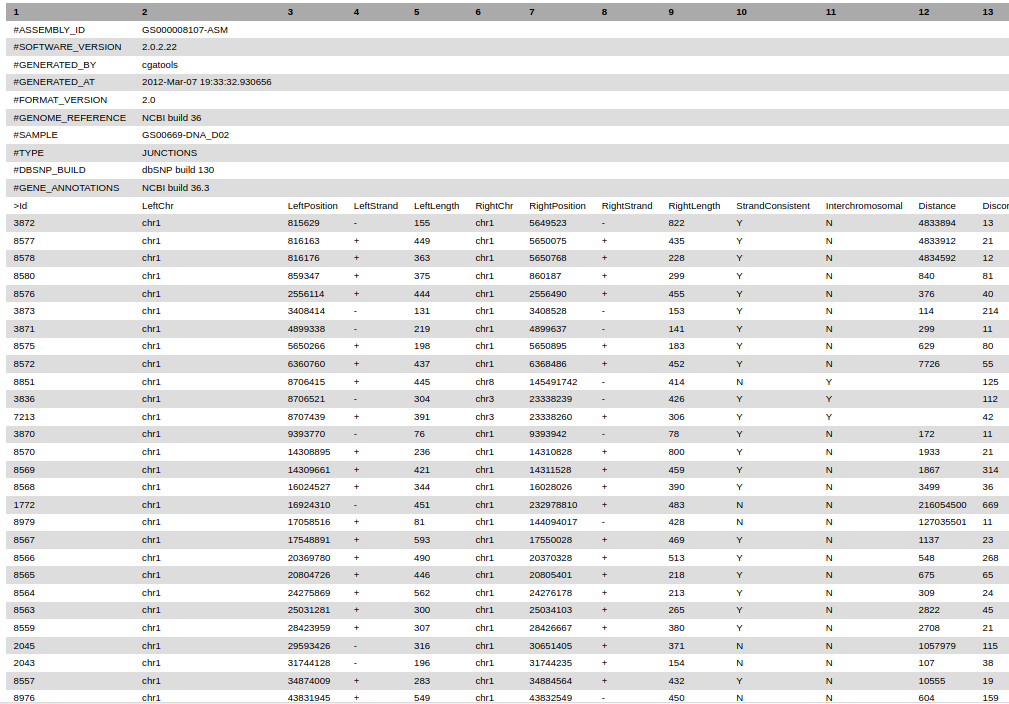 1 2 3 4 5 6 7 8 9 10 11 12 13
#ASSEMBLY_ID GS000008107-ASM
#SOFTWARE_VERSION 2.0.2.22
#GENERATED_BY cgatools
#GENERATED_AT 2012-Mar-07 19:33:32.930656
#FORMAT_VERSION 2.0
#GENOME_REFERENCE NCBI build 36
#SAMPLE GS00669-DNA_D02
#TYPE JUNCTIONS
#DBSNP_BUILD dbSNP build 130
#GENE_ANNOTATIONS NCBI build 36.3
>Id LeftChr LeftPosition LeftStrand LeftLength RightChr RightPosition RightStrand RightLength StrandConsistent Interchromosomal Distance Discor
3872 chr1 815629 - 155 chr1 5649523 - 822 Y N 4833894 13
8577 chr1 816163 + 449 chr1 5650075 + 435 Y N 4833912 21
8578 chr1 816176 + 363 chr1 5650768 + 228 Y N 4834592 12
8580 chr1 859347 + 375 chr1 860187 + 299 Y N 840 81
8576 chr1 2556114 + 444 chr1 2556490 + 455 Y N 376 40
3873 chr1 3408414 - 131 chr1 3408528 - 153 Y N 114 214
3871 chr1 4899338 - 219 chr1 4899637 - 141 Y N 299 11
8575 chr1 5650266 + 198 chr1 5650895 + 183 Y N 629 80
8572 chr1 6360760 + 437 chr1 6368486 + 452 Y N 7726 55
8851 chr1 8706415 + 445 chr8 145491742 - 414 N Y 125
3836 chr1 8706521 - 304 chr3 23338239 - 426 Y Y 112
7213 chr1 8707439 + 391 chr3 23338260 + 306 Y Y 42
3870 chr1 9393770 - 76 chr1 9393942 - 78 Y N 172 11
8570 chr1 14308895 + 236 chr1 14310828 + 800 Y N 1933 21
8569 chr1 14309661 + 421 chr1 14311528 + 459 Y N 1867 314
8568 chr1 16024527 + 344 chr1 16028026 + 390 Y N 3499 36
1772 chr1 16924310 - 451 chr1 232978810 + 483 N N 216054500 669
8979 chr1 17058516 + 81 chr1 144094017 - 428 N N 127035501 11
8567 chr1 17548891 + 593 chr1 17550028 + 469 Y N 1137 23
8566 chr1 20369780 + 490 chr1 20370328 + 513 Y N 548 268
8565 chr1 20804726 + 446 chr1 20805401 + 218 Y N 675 65
8564 chr1 24275869 + 562 chr1 24276178 + 213 Y N 309 24
8563 chr1 25031281 + 300 chr1 25034103 + 265 Y N 2822 45
8559 chr1 28423959 + 307 chr1 28426667 + 380 Y N 2708 21
2045 chr1 29593426 - 316 chr1 30651405 + 371 N N 1057979 115
2043 chr1 31744128 - 196 chr1 31744235 + 154 N N 107 38
8557 chr1 34874009 + 283 chr1 34884564 + 432 Y N 10555 19
8976 chr1 43831945 + 549 chr1 43832549 - 450 N N 604 159